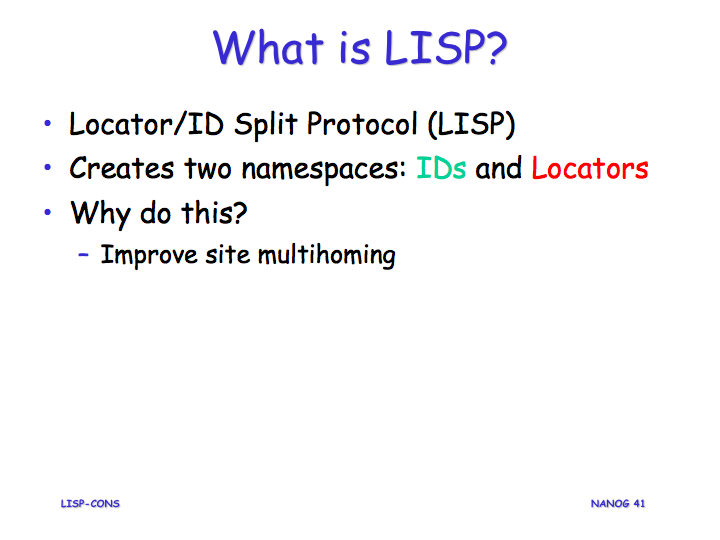 What is LISP?
• Locator/ID Split Protocol (LISP)
• Creates two namespaces: IDs and Locators
• Why do this?
– Improve site multihoming
LISP-CONS
NANOG 41